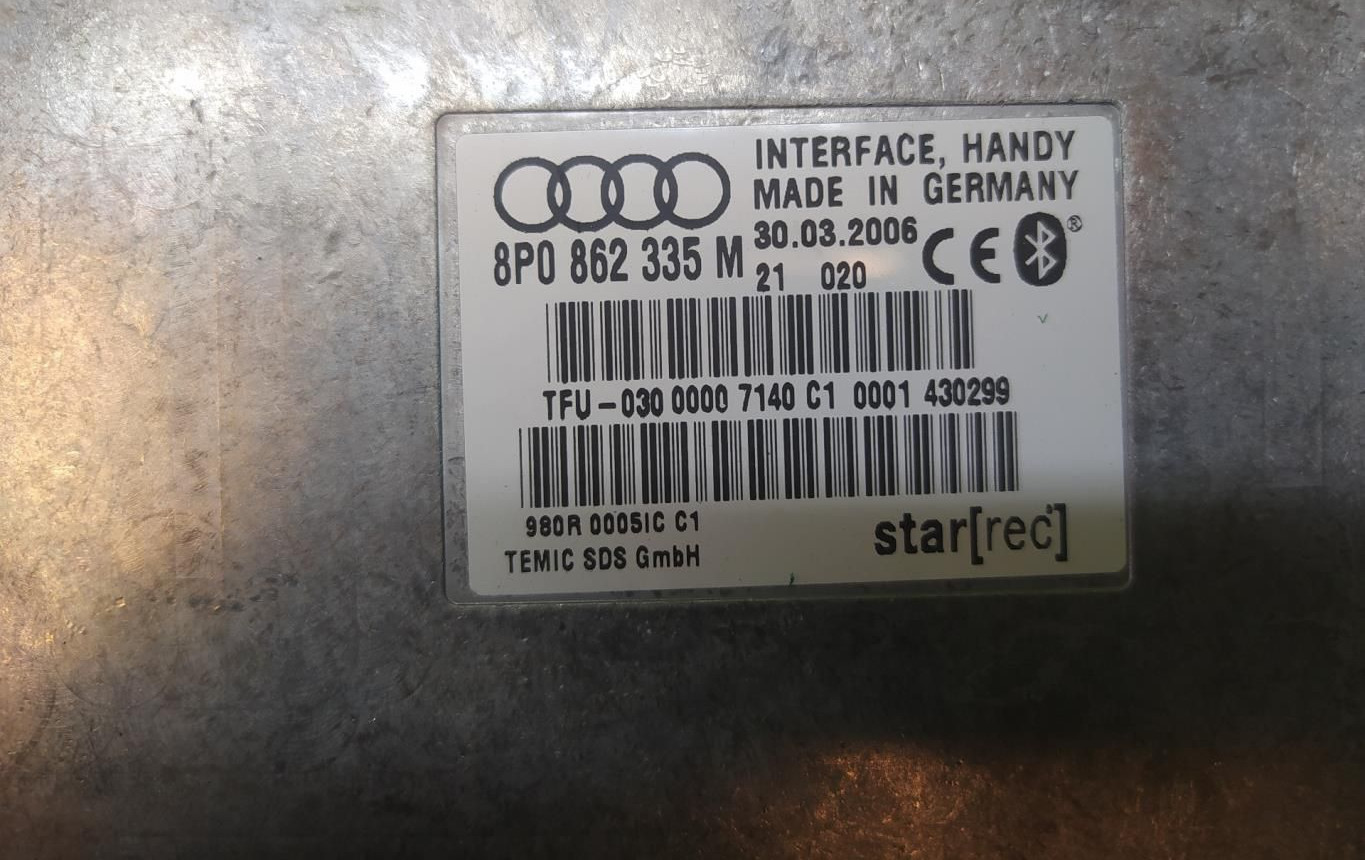 INTERFACE, HANDY
MADE IN GERMANY
8P0 862 335 M
30.03.2006
21 020
CE
®
TFU-030 0000 7140 C1 0001 430299
980R 0005IC C1
TEMIC SDS GmbH
star[rec]